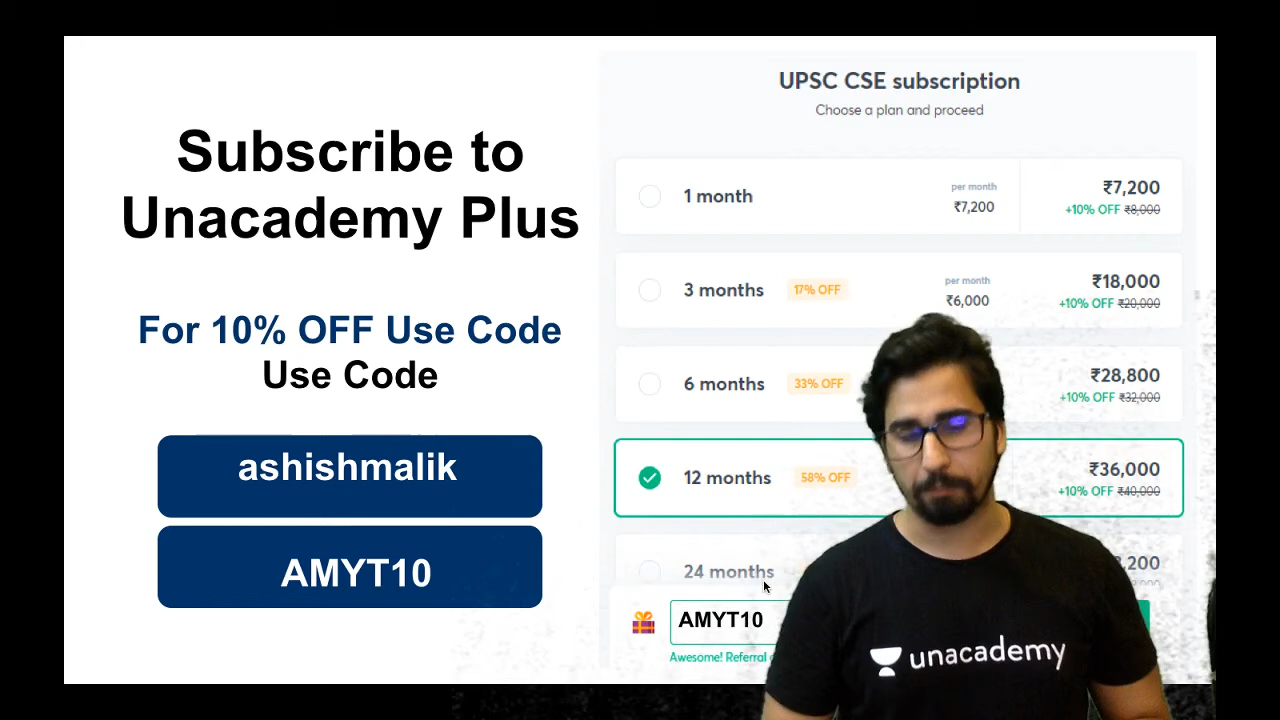 Subscribe to
Unacademy Plus
For 10% OFF Use Code
Use Code
ashishmalik
AMYT10
UPSC CSE subscription
Choose a plan and proceed
1 month
per month
₹7,200
₹7,200
+10% OFF ₹8,000
3 months
17% OFF
per month
₹6,000
₹18,000
+10% OFF ₹20,000
6 months
33% OFF
₹28,800
+10% OFF ₹32,000
12 months
58% OFF
₹36,000
+10% OFF ₹40,000
24 months
,200
AMYT10
Awesome! Referral
unacademy